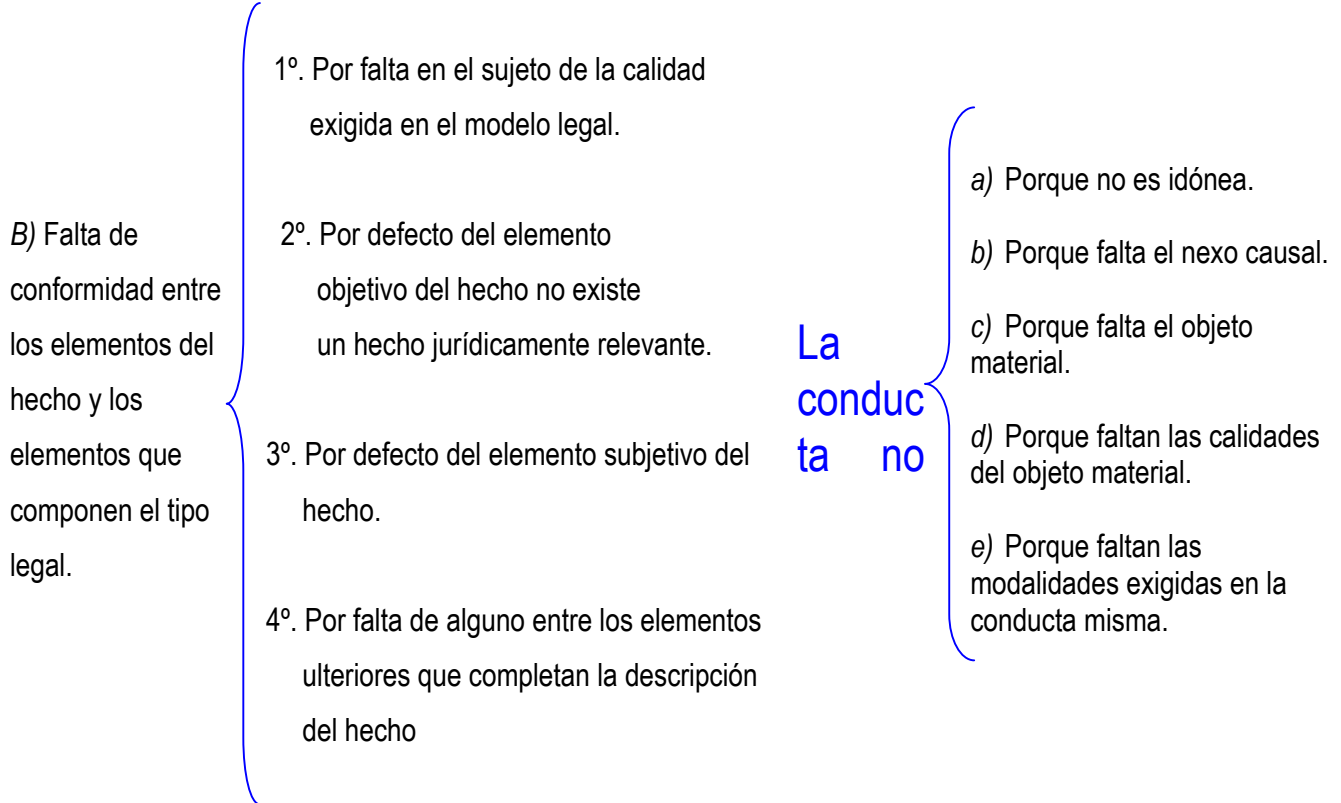 B) Falta de
conformidad entre
los elementos del
hecho y los
elementos que
componen el tipo
legal.
1º. Por falta en el sujeto de la calidad
exigida en el modelo legal.
2º. Por defecto del elemento
objetivo del hecho no existe
un hecho jurídicamente relevante.
3º. Por defecto del elemento subjetivo del
hecho.
4º. Por falta de alguno entre los elementos
ulteriores que completan la descripción
del hecho
La
conduc
ta no
a) Porque no es idónea.
b) Porque falta el nexo causal.
c) Porque falta el objeto
material.
d) Porque faltan las calidades
del objeto material.
e) Porque faltan las
modalidades exigidas en la
conducta misma.